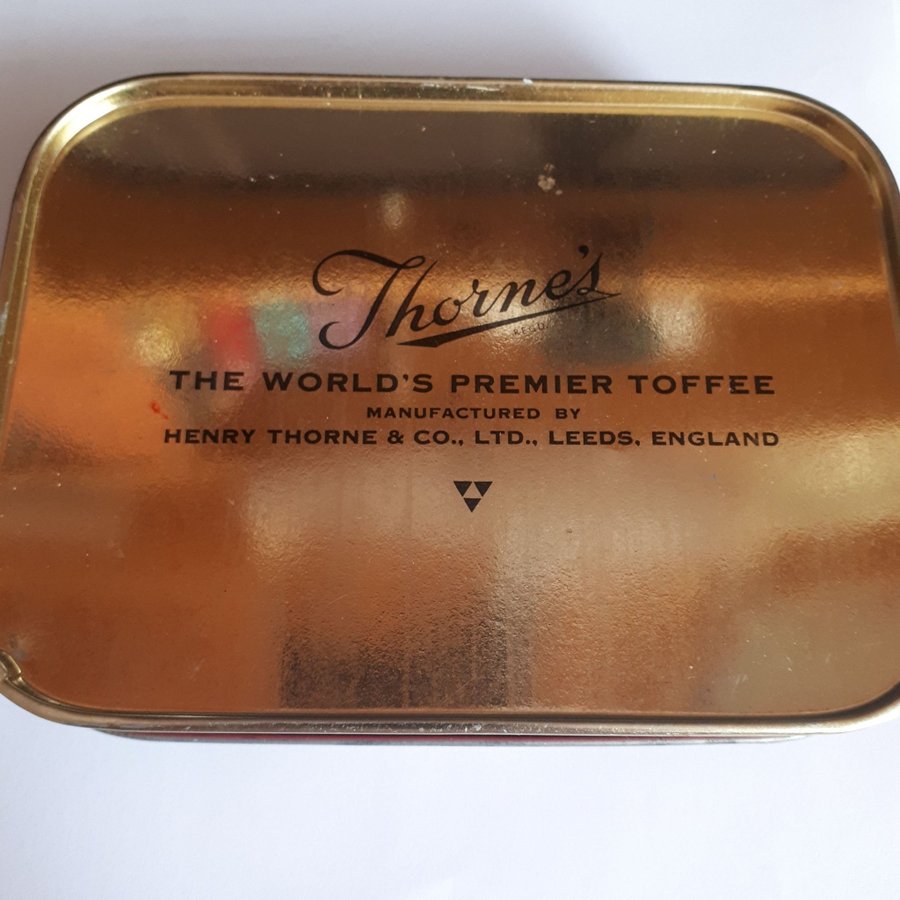 Thorne's
THE WORLD'S PREMIER TOFFEE
MANUFACTURED BY
HENRY THORNE & CO., LTD., LEEDS, ENGLAND